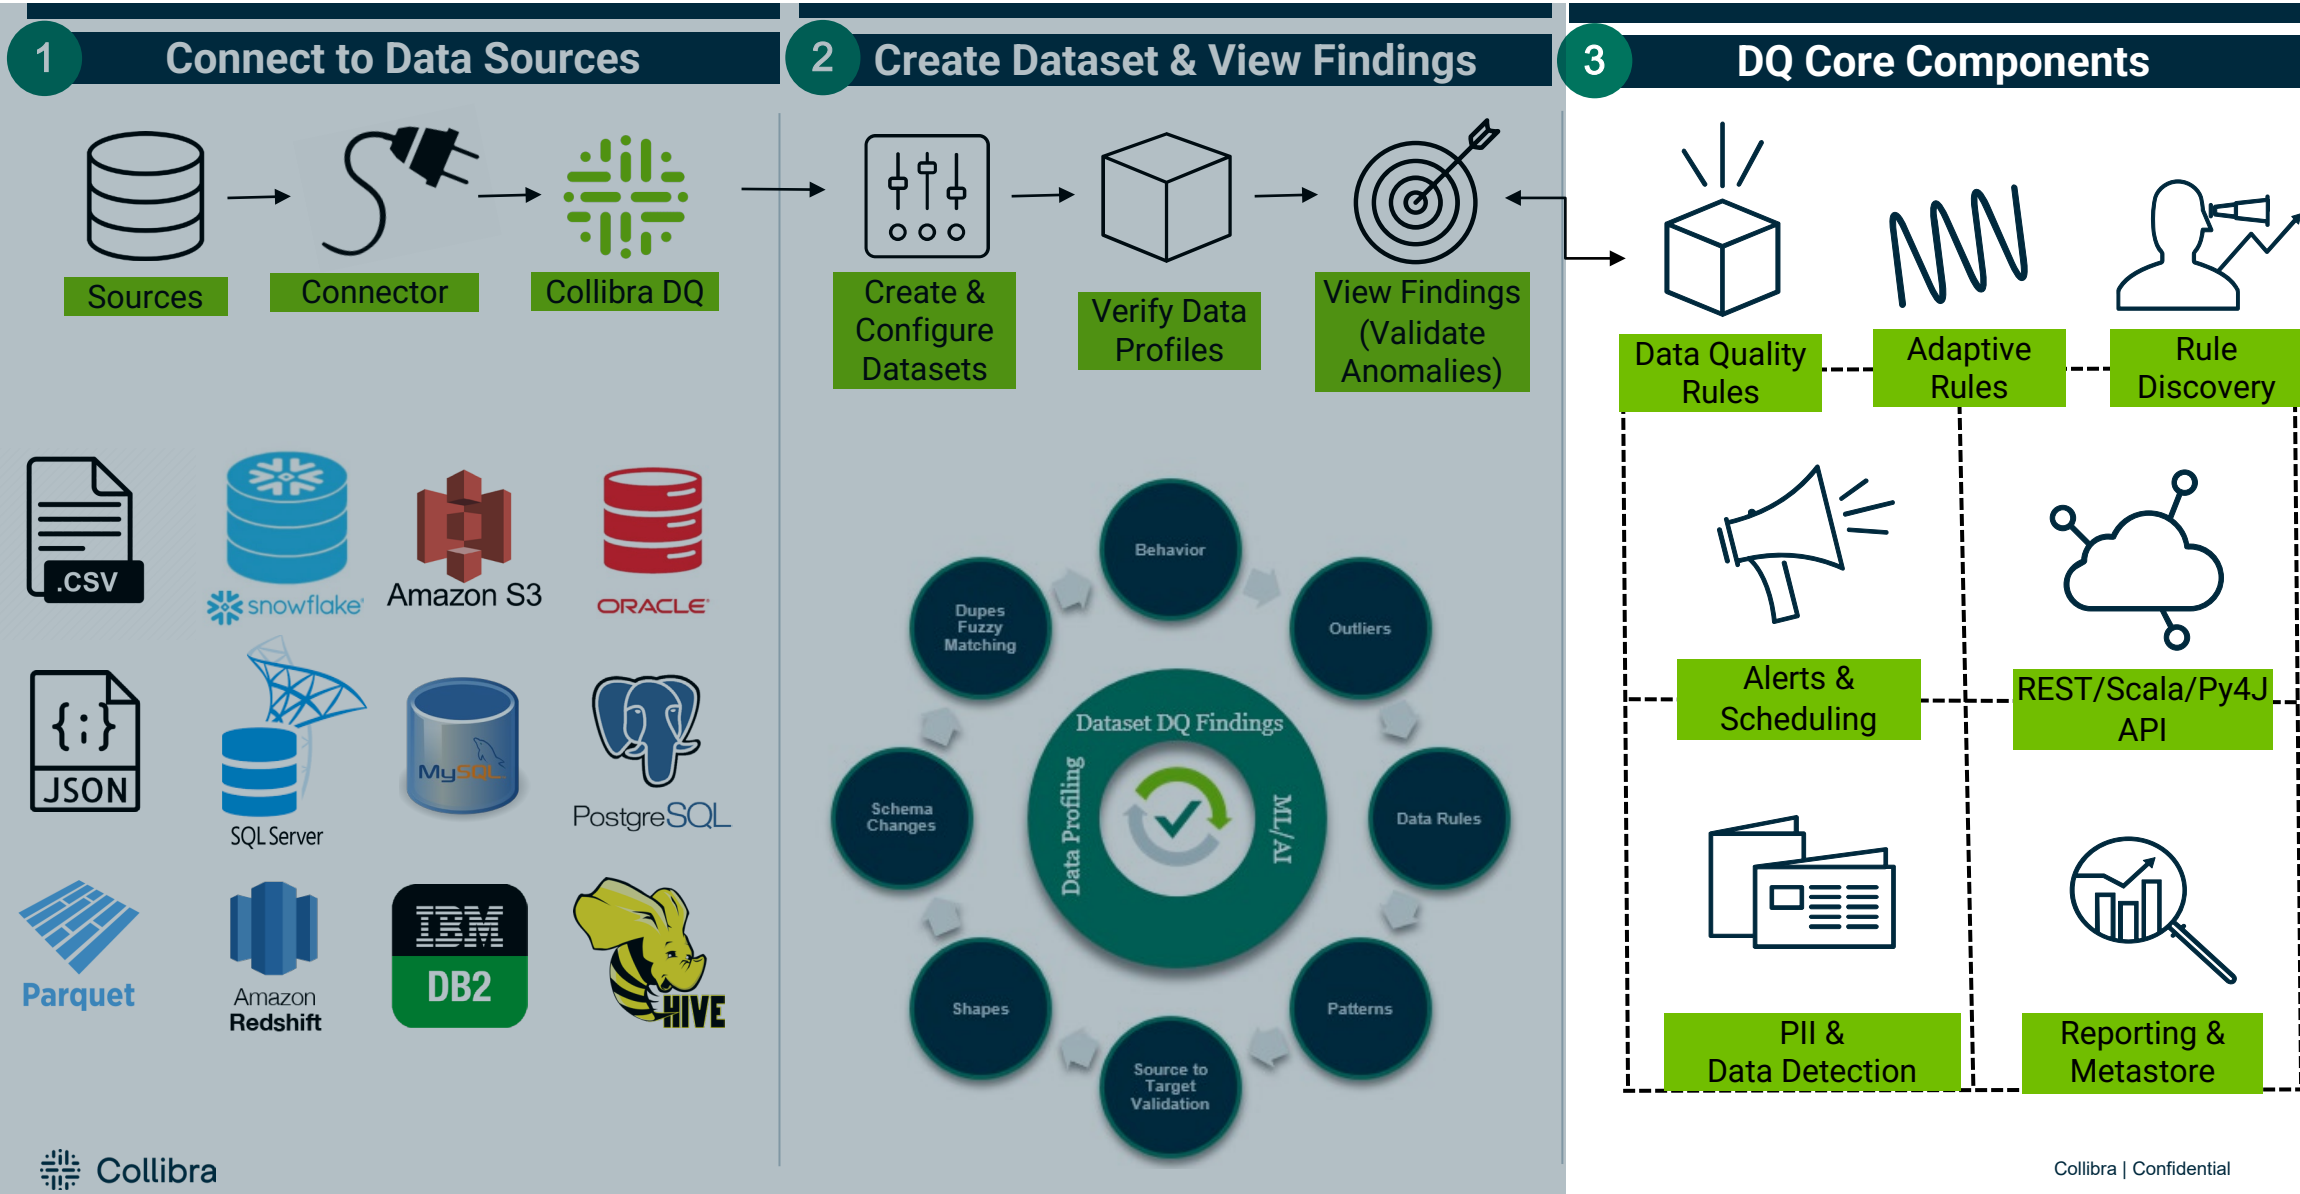 1
Connect to Data Sources
2
Create Dataset & View Findings
3
DQ Core Components
Sources
Connector
Collibra DQ
Create &
Configure
Datasets
Verify Data
Profiles
View Findings
(Validate
Anomalies)
Data Quality
Rules
Adaptive
Rules
Rule
Discovery
.CSV
snowflake
Amazon S3
ORACLE
{;}
JSON
SQL Server
MySQL
PostgreSQL
Parquet
Amazon
Redshift
IBM
DB2
HIVE
Behavior
Outliers
Data Rules
Patterns
Source to
Target
Validation
Shapes
Schema
Changes
Dupes
Fuzzy
Matching
Dataset DQ Findings
ML/AI
Data Profiling
Alerts &
Scheduling
REST/Scala/Py4J
API
PII &
Data Detection
Reporting &
Metastore
Collibra
Collibra | Confidential